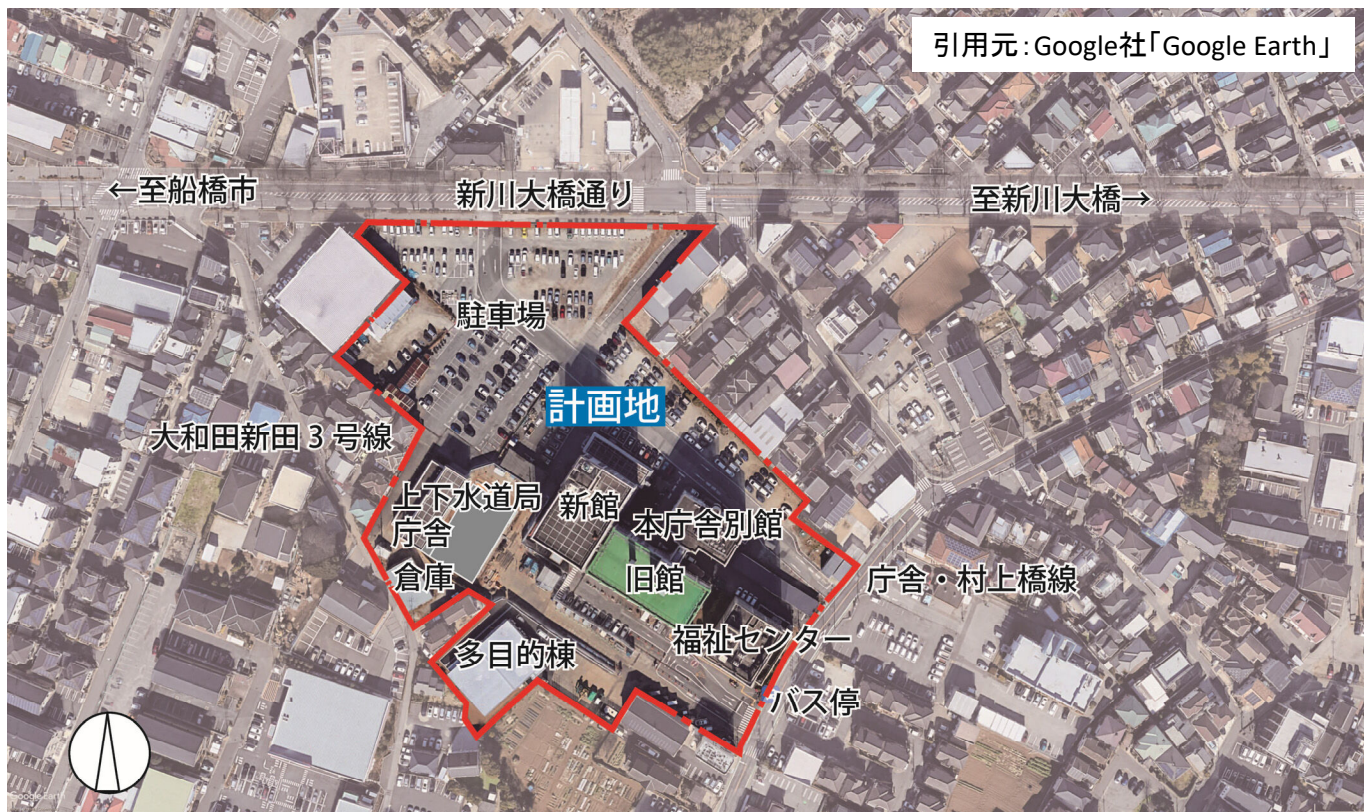 引用元：Google社「Google Earth」
←至船橋市
新川大橋通り
至新川大橋→
駐車場
計画地
大和田新田3号線
上下水道局
庁舎
新館
本庁舎別館
倉庫
旧館
庁舎・村上橋線
福祉センター
多目的棟
バス停
Google Earth